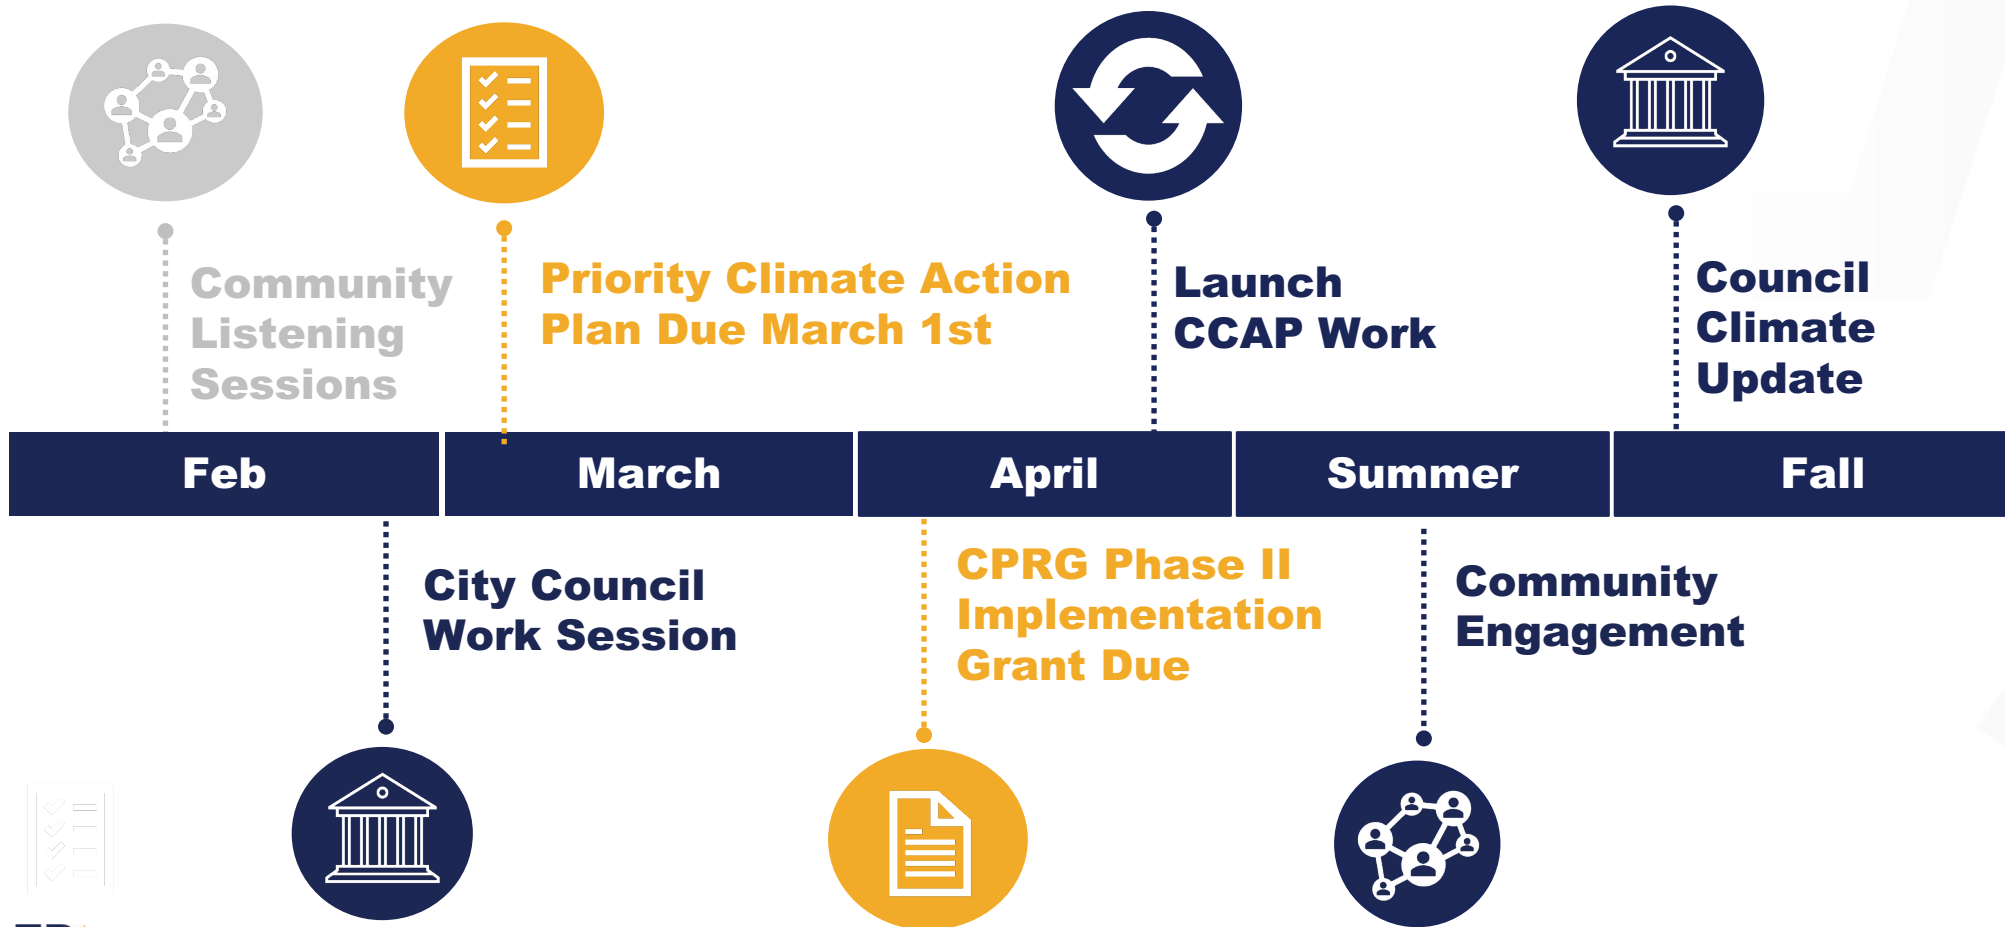 Community
Listening
Sessions
Priority Climate Action
Plan Due March 1st
Launch
CCAP Work
Council
Climate
Update
Feb
March
April
Summer
Fall
City Council
Work Session
CPRG Phase II
Implementation
Grant Due
Community
Engagement